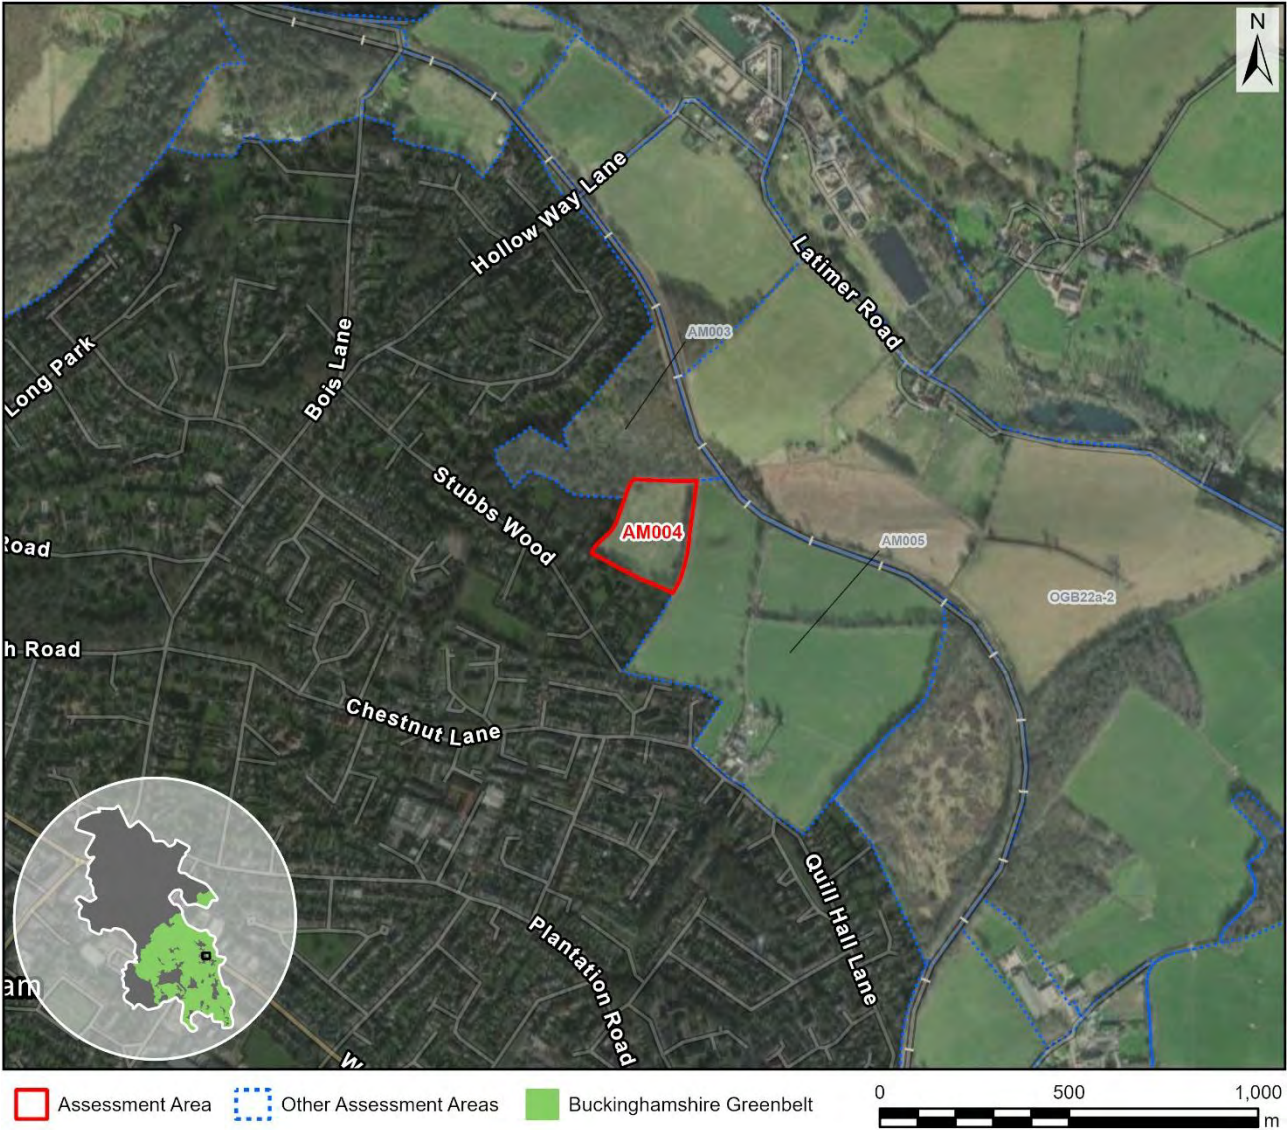 N
Hollow Way Lane
Latimer Road
AM003
Long Park
Bois Lane
Stubbs Wood
AM004
Road
AM005
OGB22a-2
h Road
Chestnut Lane
Quill Hall Lane
Plantation Road
am
W
Assessment Area
Other Assessment Areas
Buckinghamshire Greenbelt
0 500 1,000
m